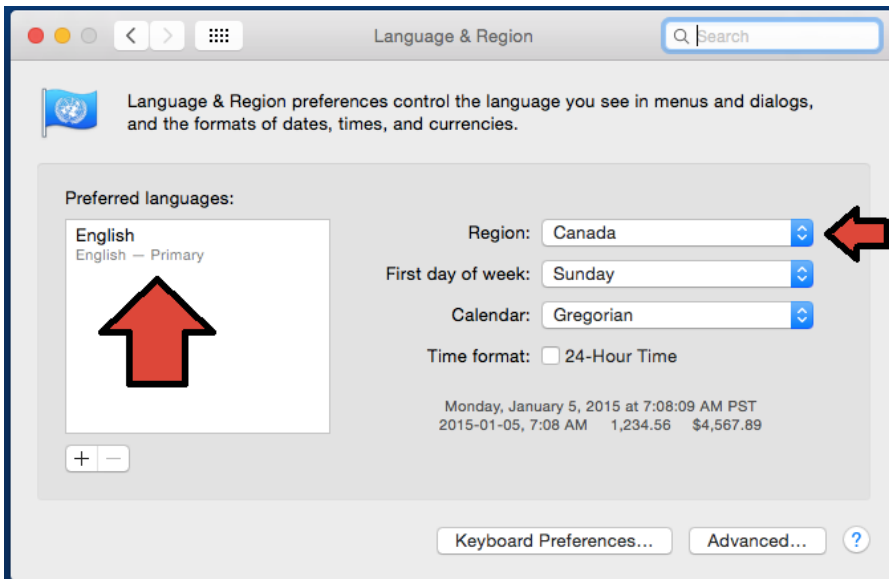 Language & Region
Search
Language & Region preferences control the language you see in menus and dialogs,
and the formats of dates, times, and currencies.
Preferred languages:
English
English — Primary
Region: Canada
First day of week: Sunday
Calendar: Gregorian
Time format: 24-Hour Time
Monday, January 5, 2015 at 7:08:09 AM PST
2015-01-05, 7:08 AM 1,234.56 $4,567.89
+ −
Keyboard Preferences... Advanced... ?